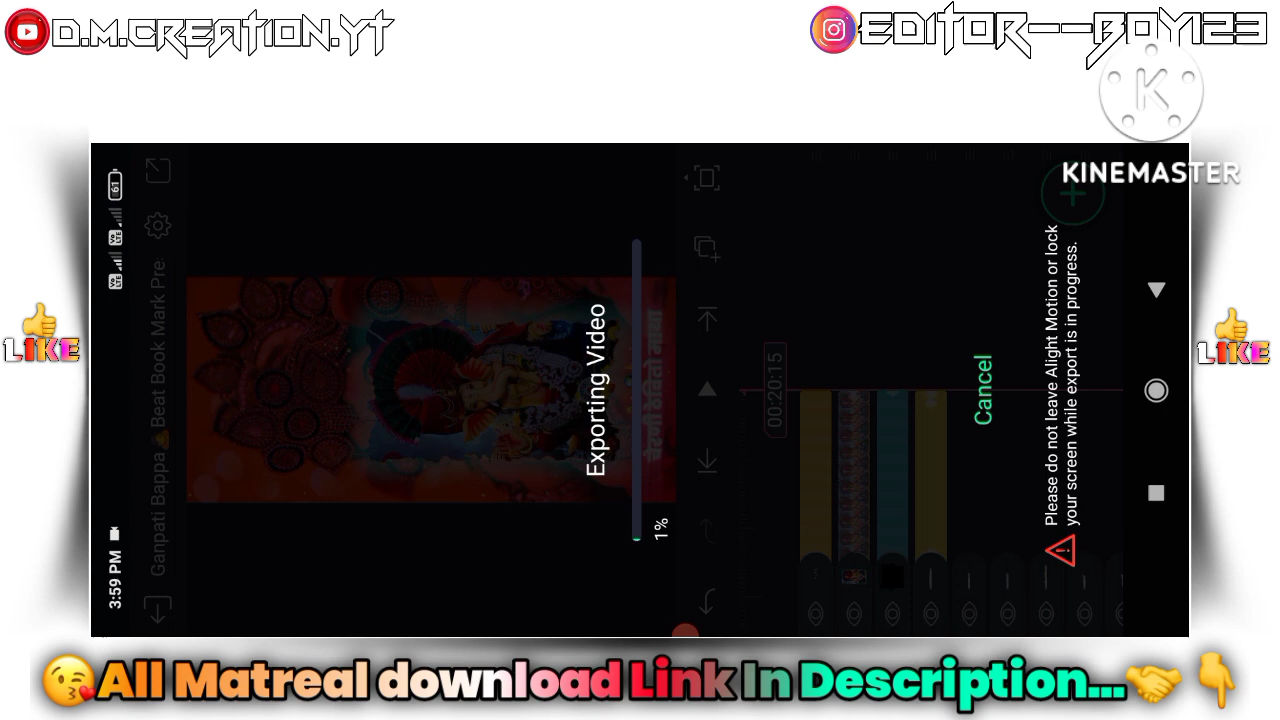 D.M.CREATION.YT
EDITOR--BOY123
KINEMASTER
3:59 PM
61
Ganpati Bappa Beat Book Mark Pre
Exporting Video
1%
00:20:15
Cancel
Please do not leave Alight Motion or lock
your screen while export is in progress.
LIKE
LIKE
All Matreal download Link In Description...